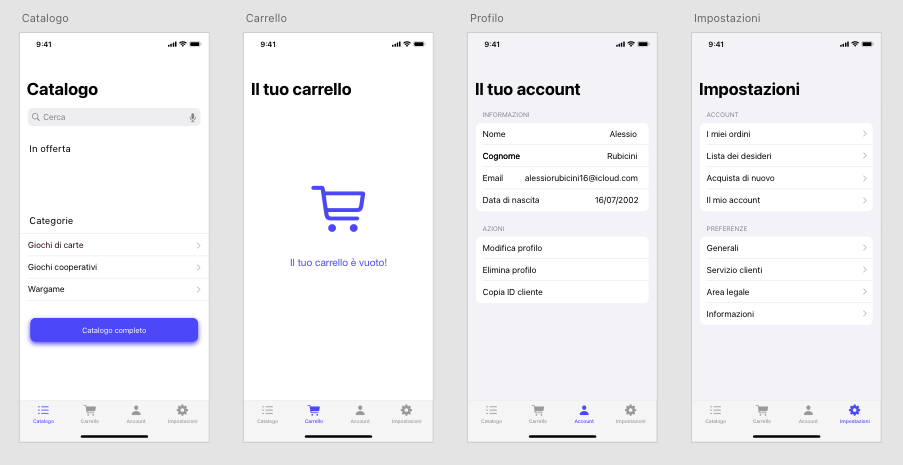 Catalogo
9:41
Catalogo
Cerca
In offerta
Categorie
Giochi di carte
Giochi cooperativi
Wargame
Catalogo completo
Catalogo Carrello Account Impostazioni
Carrello
9:41
Il tuo carrello
Il tuo carrello è vuoto!
Catalogo Carrello Account Impostazioni
Profilo
9:41
Il tuo account
INFORMAZIONI
Nome Alessio
Cognome Rubicini
Email alessiorubicini16@icloud.com
Data di nascita 16/07/2002
AZIONI
Modifica profilo
Elimina profilo
Copia ID cliente
Catalogo Carrello Account Impostazioni
Impostazioni
9:41
Impostazioni
ACCOUNT
I miei ordini
Lista dei desideri
Acquista di nuovo
Il mio account
PREFERENZE
Generali
Servizio clienti
Area legale
Informazioni
Catalogo Carrello Account Impostazioni